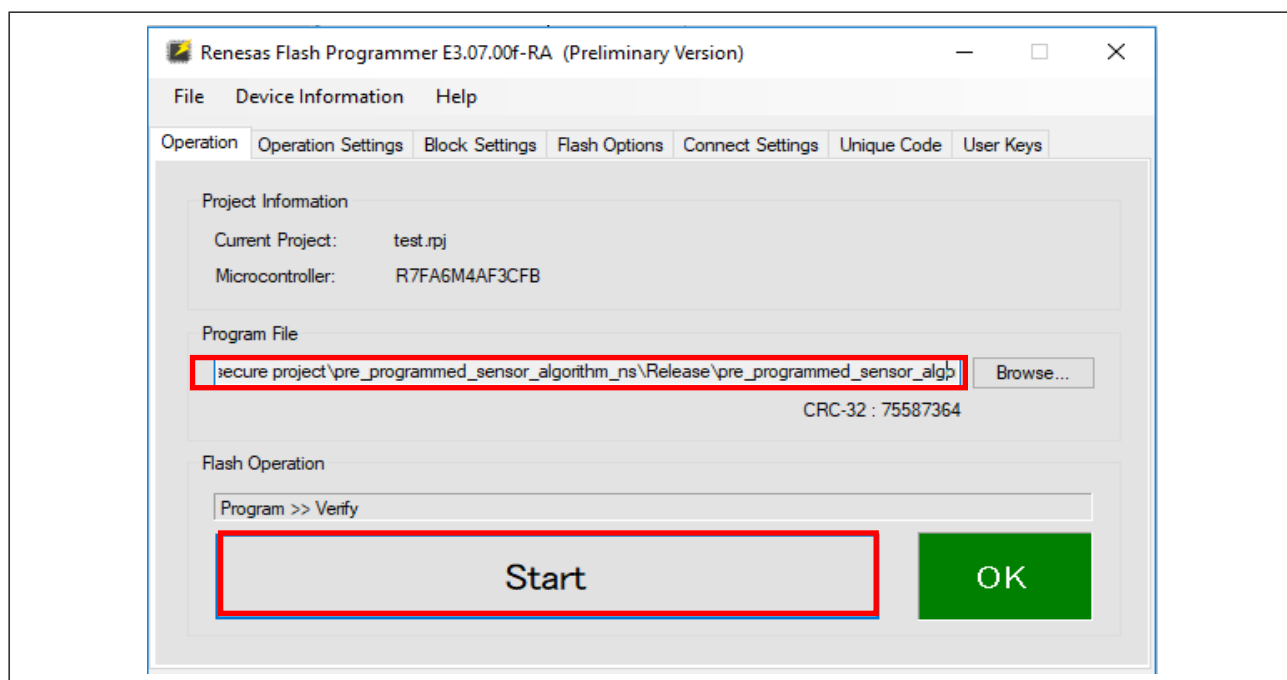 Renesas Flash Programmer E3.07.00f-RA (Preliminary Version)
File Device Information Help
Operation Operation Settings Block Settings Flash Options Connect Settings Unique Code User Keys
Project Information
Current Project: test.rpj
Microcontroller: R7FA6M4AF3CFB
Program File
secure project\pre_programmed_sensor_algorithm_ns\Release\pre_programmed_sensor_algo Browse...
CRC-32 : 75587364
Flash Operation
Program >> Verify
Start OK